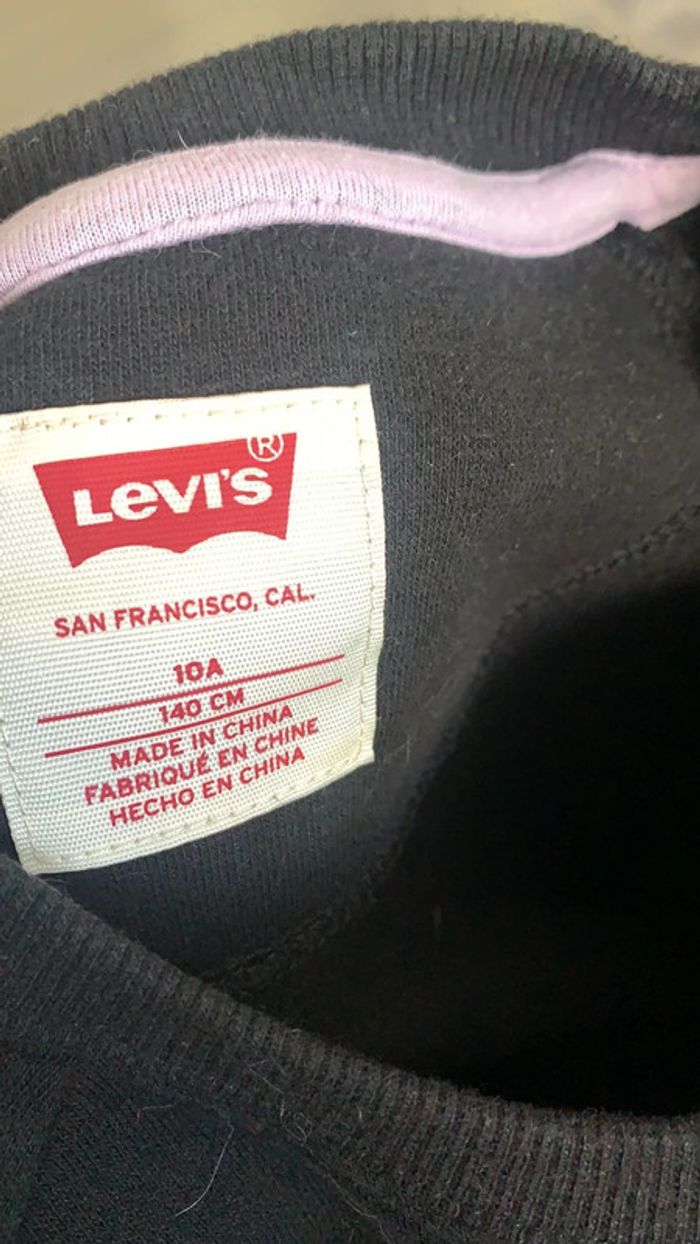 Levi's ®
SAN FRANCISCO, CAL.
10A
140 CM
MADE IN CHINA
FABRIQUÉ EN CHINE
HECHO EN CHINA